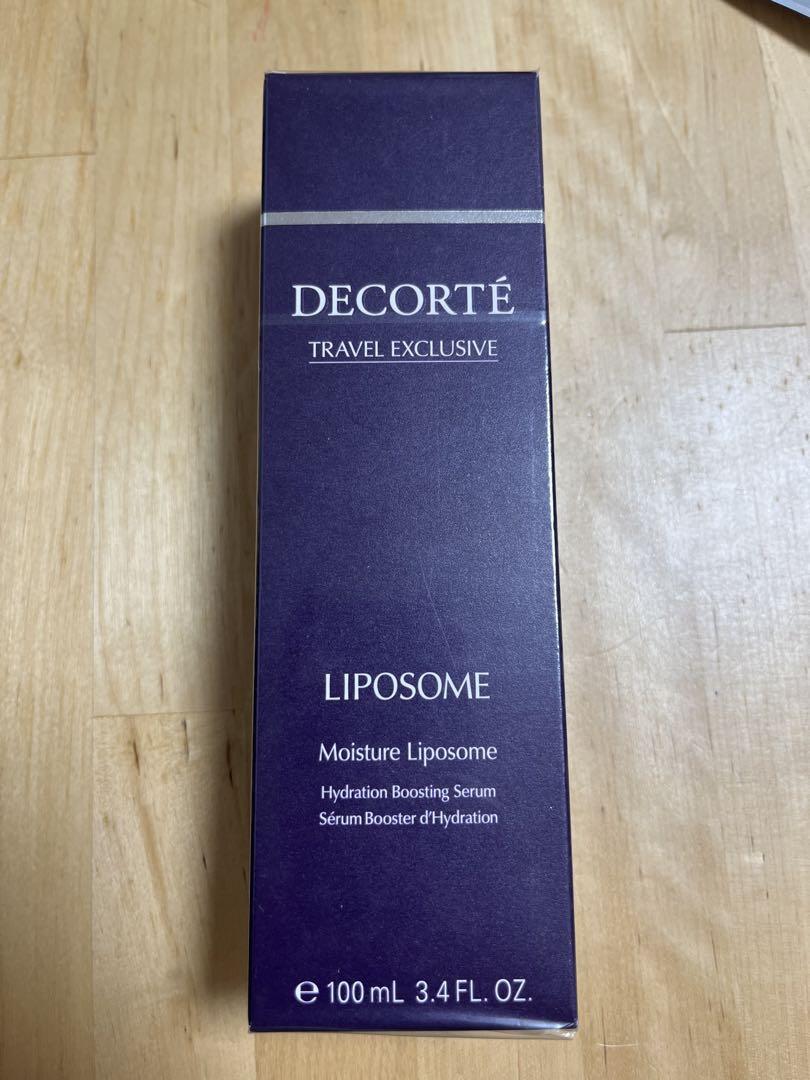 DECORTÉ
TRAVEL EXCLUSIVE
LIPOSOME
Moisture Liposome
Hydration Boosting Serum
Sérum Booster d'Hydration
℮ 100 mL 3.4 FL. OZ.